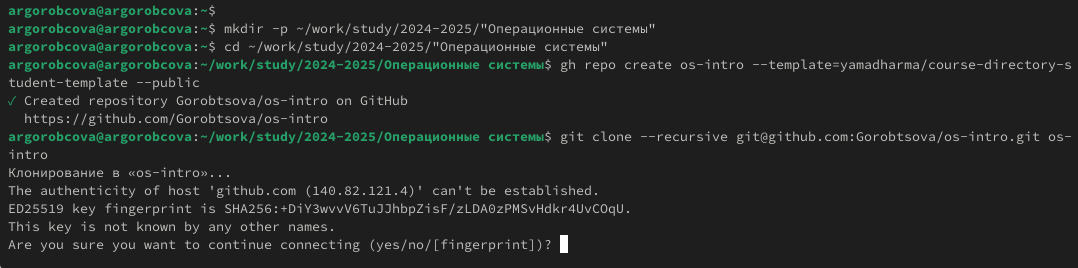 argorobcova@argorobcova:~$
argorobcova@argorobcova:~$ mkdir -p ~/work/study/2024-2025/"Операционные системы"
argorobcova@argorobcova:~$ cd ~/work/study/2024-2025/"Операционные системы"
argorobcova@argorobcova:~/work/study/2024-2025/Операционные системы$ gh repo create os-intro --template=yamadharma/course-directory-s
tudent-template --public
✓ Created repository Gorobtsova/os-intro on GitHub
  https://github.com/Gorobtsova/os-intro
argorobcova@argorobcova:~/work/study/2024-2025/Операционные системы$ git clone --recursive git@github.com:Gorobtsova/os-intro.git os-
intro
Клонирование в «os-intro»...
The authenticity of host 'github.com (140.82.121.4)' can't be established.
ED25519 key fingerprint is SHA256:+DiY3wvvV6TuJJhbpZisF/zLDA0zPMSvHdkr4UvCOqU.
This key is not known by any other names.
Are you sure you want to continue connecting (yes/no/[fingerprint])?